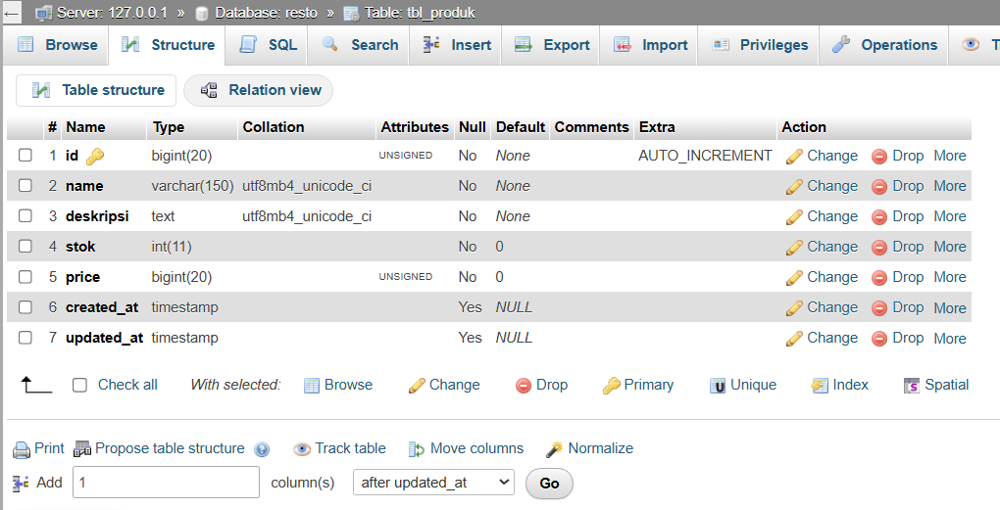 Server: 127.0.0.1 » Database: resto » Table: tbl_produk
Browse Structure SQL Search Insert Export Import Privileges Operations T
Table structure Relation view
# Name Type Collation Attributes Null Default Comments Extra Action
1 id bigint(20) UNSIGNED No None AUTO_INCREMENT Change Drop More
2 name varchar(150) utf8mb4_unicode_ci No None Change Drop More
3 deskripsi text utf8mb4_unicode_ci No None Change Drop More
4 stok int(11) No 0 Change Drop More
5 price bigint(20) UNSIGNED No 0 Change Drop More
6 created_at timestamp Yes NULL Change Drop More
7 updated_at timestamp Yes NULL Change Drop More
Check all With selected: Browse Change Drop Primary Unique Index Spatial
Print Propose table structure Track table Move columns Normalize
Add 1 column(s) after updated_at Go